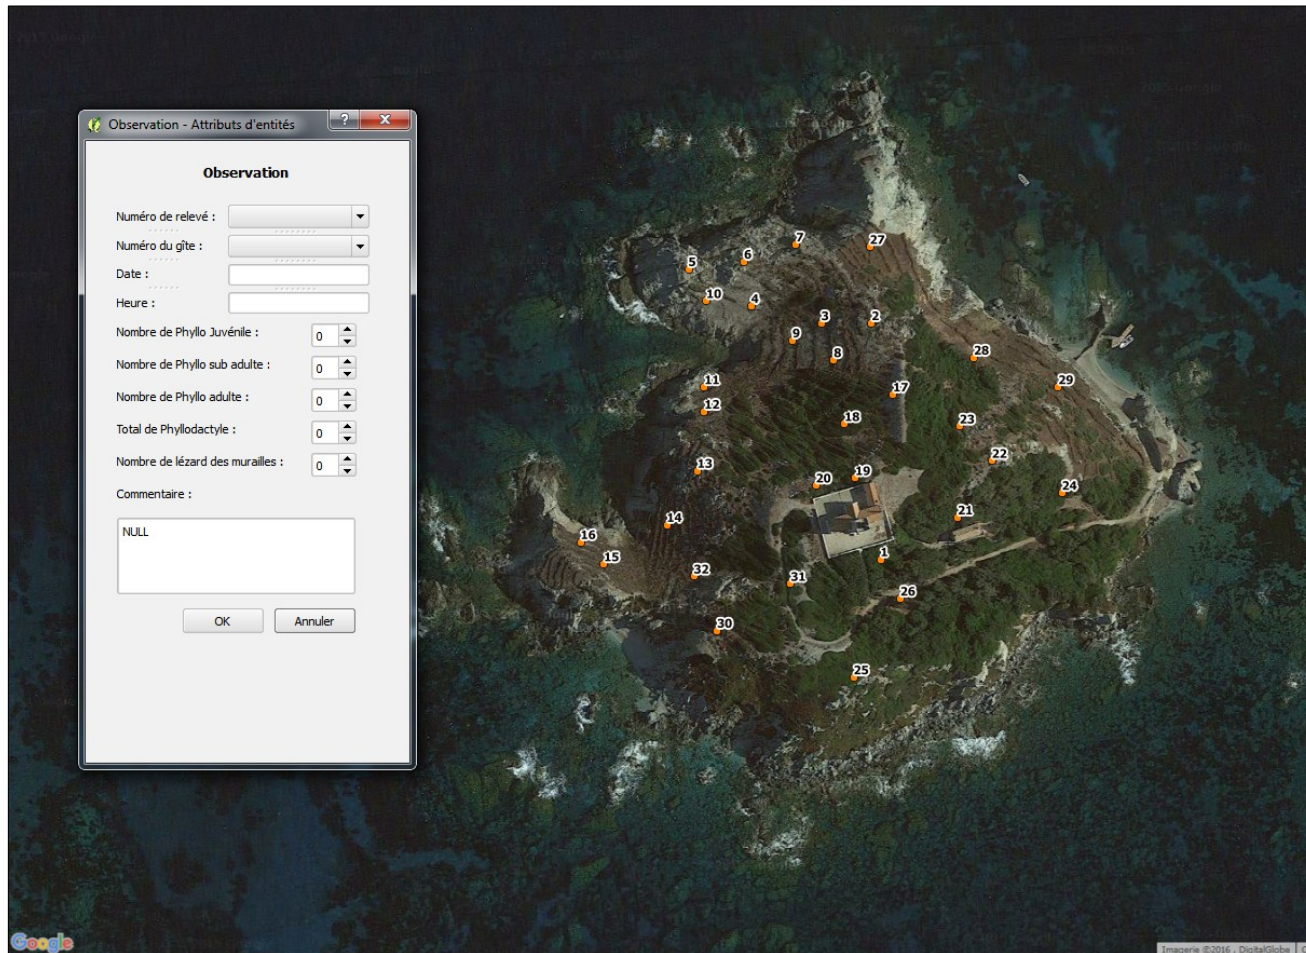 Observation - Attributs d'entités
Observation
Numéro de relevé :
Numéro du gîte :
Date :
Heure :
Nombre de Phyllo Juvénile : 0
Nombre de Phyllo sub adulte : 0
Nombre de Phyllo adulte : 0
Total de Phyllodactyle : 0
Nombre de lézard des murailles : 0
Commentaire :
NULL
OK Annuler
7
27
6
5
10
4
3
2
9
8
28
11
29
17
12
18
23
22
13
19
20
24
21
14
16
1
15
32
31
26
30
25
Google
Imagerie ©2016 , DigitalGlobe